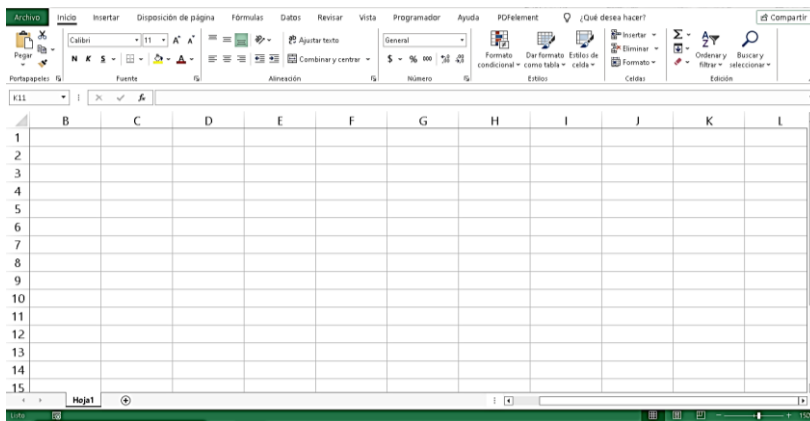 Archivo Inicio Insertar Disposición de página Fórmulas Datos Revisar Vista Programador Ayuda PDFelement ¿Qué desea hacer? Compartir
Pegar
Calibri 11 A A Ajustar texto General Insertar
N K S A Combinar y centrar $ % 000 Formato condicional Dar formato como tabla Estilos de celda Eliminar Ordenar y filtrar Buscar y seleccionar
Formato
Portapapeles Fuente Alineación Número Estilos Celdas Edición
K11 fx
B C D E F G H I J K L
1
2
3
4
5
6
7
8
9
10
11
12
13
14
15
Hoja1
Listo 150